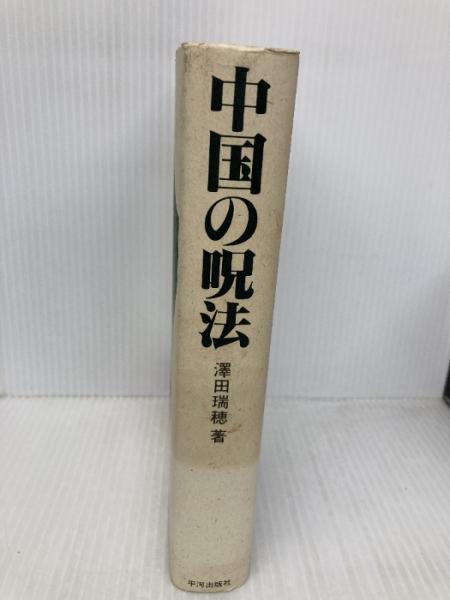 中国の呪法
澤田瑞穂 著
平河出版社